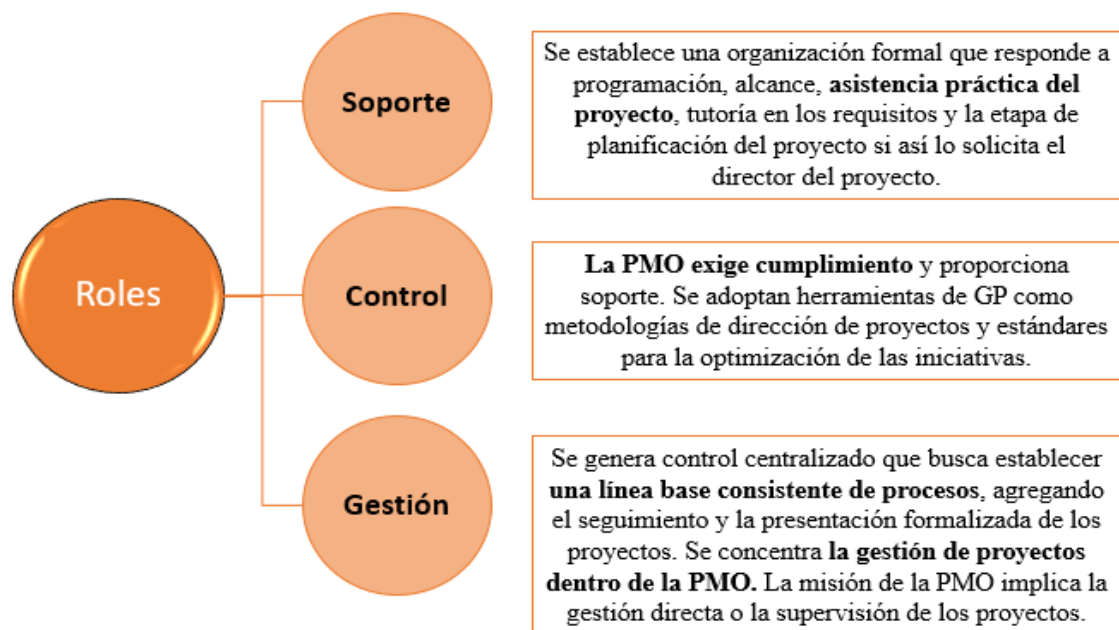 Roles
Soporte
Se establece una organización formal que responde a
programación, alcance, asistencia práctica del
proyecto, tutoría en los requisitos y la etapa de
planificación del proyecto si así lo solicita el
director del proyecto.
Control
La PMO exige cumplimiento y proporciona
soporte. Se adoptan herramientas de GP como
metodologías de dirección de proyectos y estándares
para la optimización de las iniciativas.
Gestión
Se genera control centralizado que busca establecer
una línea base consistente de procesos, agregando
el seguimiento y la presentación formalizada de los
proyectos. Se concentra la gestión de proyectos
dentro de la PMO. La misión de la PMO implica la
gestión directa o la supervisión de los proyectos.